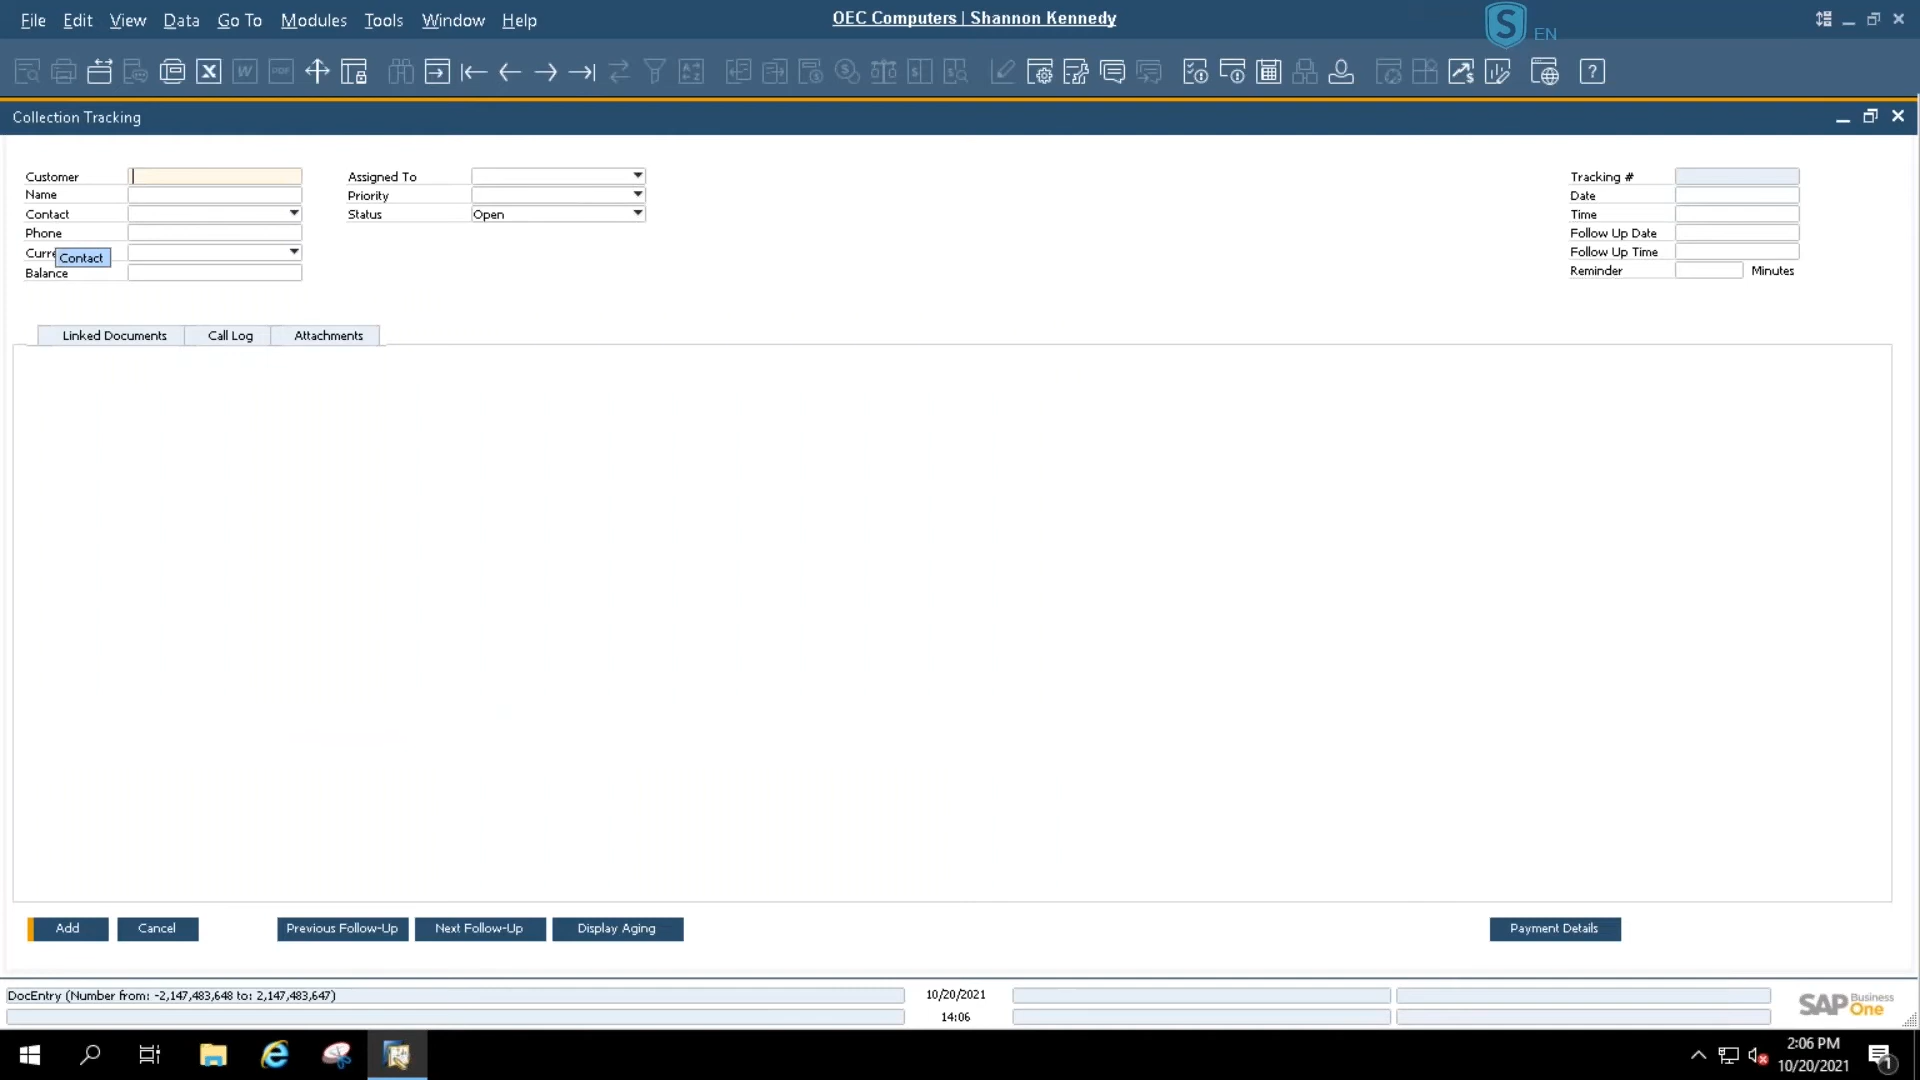 File Edit View Data Go To Modules Tools Window Help
OEC Computers | Shannon Kennedy
EN
Collection Tracking
Customer
Name
Contact
Phone
Curre
Contact
Balance
Assigned To
Priority
Status Open
Tracking #
Date
Time
Follow Up Date
Follow Up Time
Reminder Minutes
Linked Documents Call Log Attachments
Add Cancel Previous Follow-Up Next Follow-Up Display Aging Payment Details
DocEntry (Number from: -2,147,483,648 to: 2,147,483,647)
10/20/2021
14:06
SAP Business One
2:06 PM
10/20/2021
1